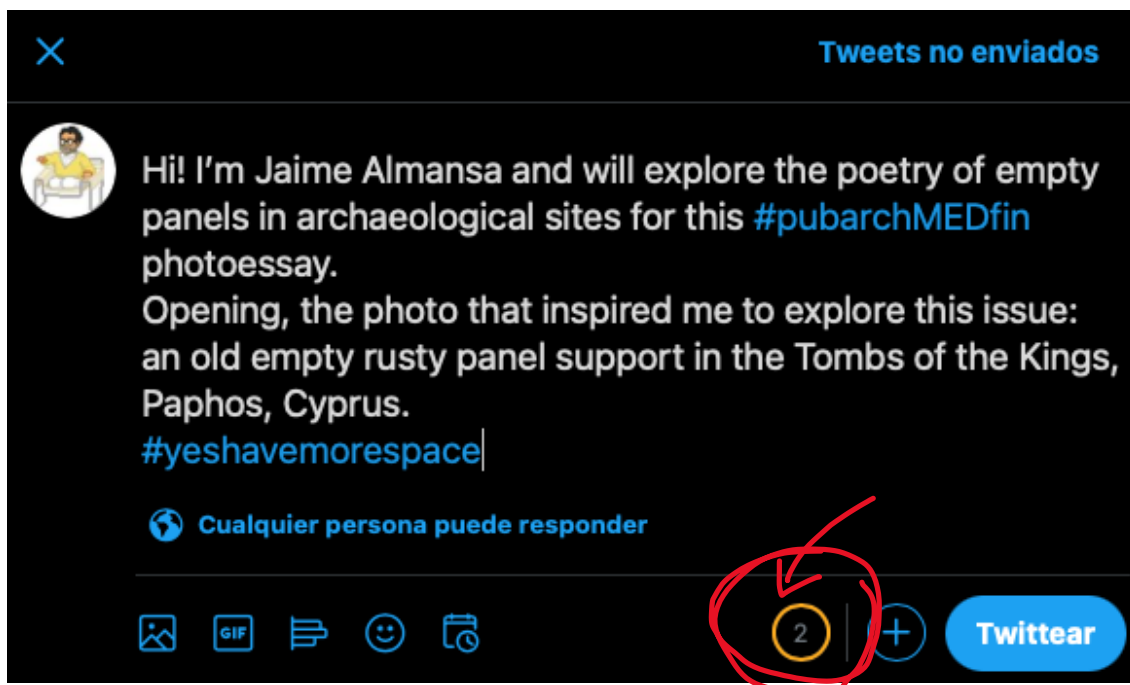 Tweets no enviados
Hi! I’m Jaime Almansa and will explore the poetry of empty
panels in archaeological sites for this #pubarchMEDfin
photoessay.
Opening, the photo that inspired me to explore this issue:
an old empty rusty panel support in the Tombs of the Kings,
Paphos, Cyprus.
#yeshavemorespace
Cualquier persona puede responder
GIF
2
Twittear